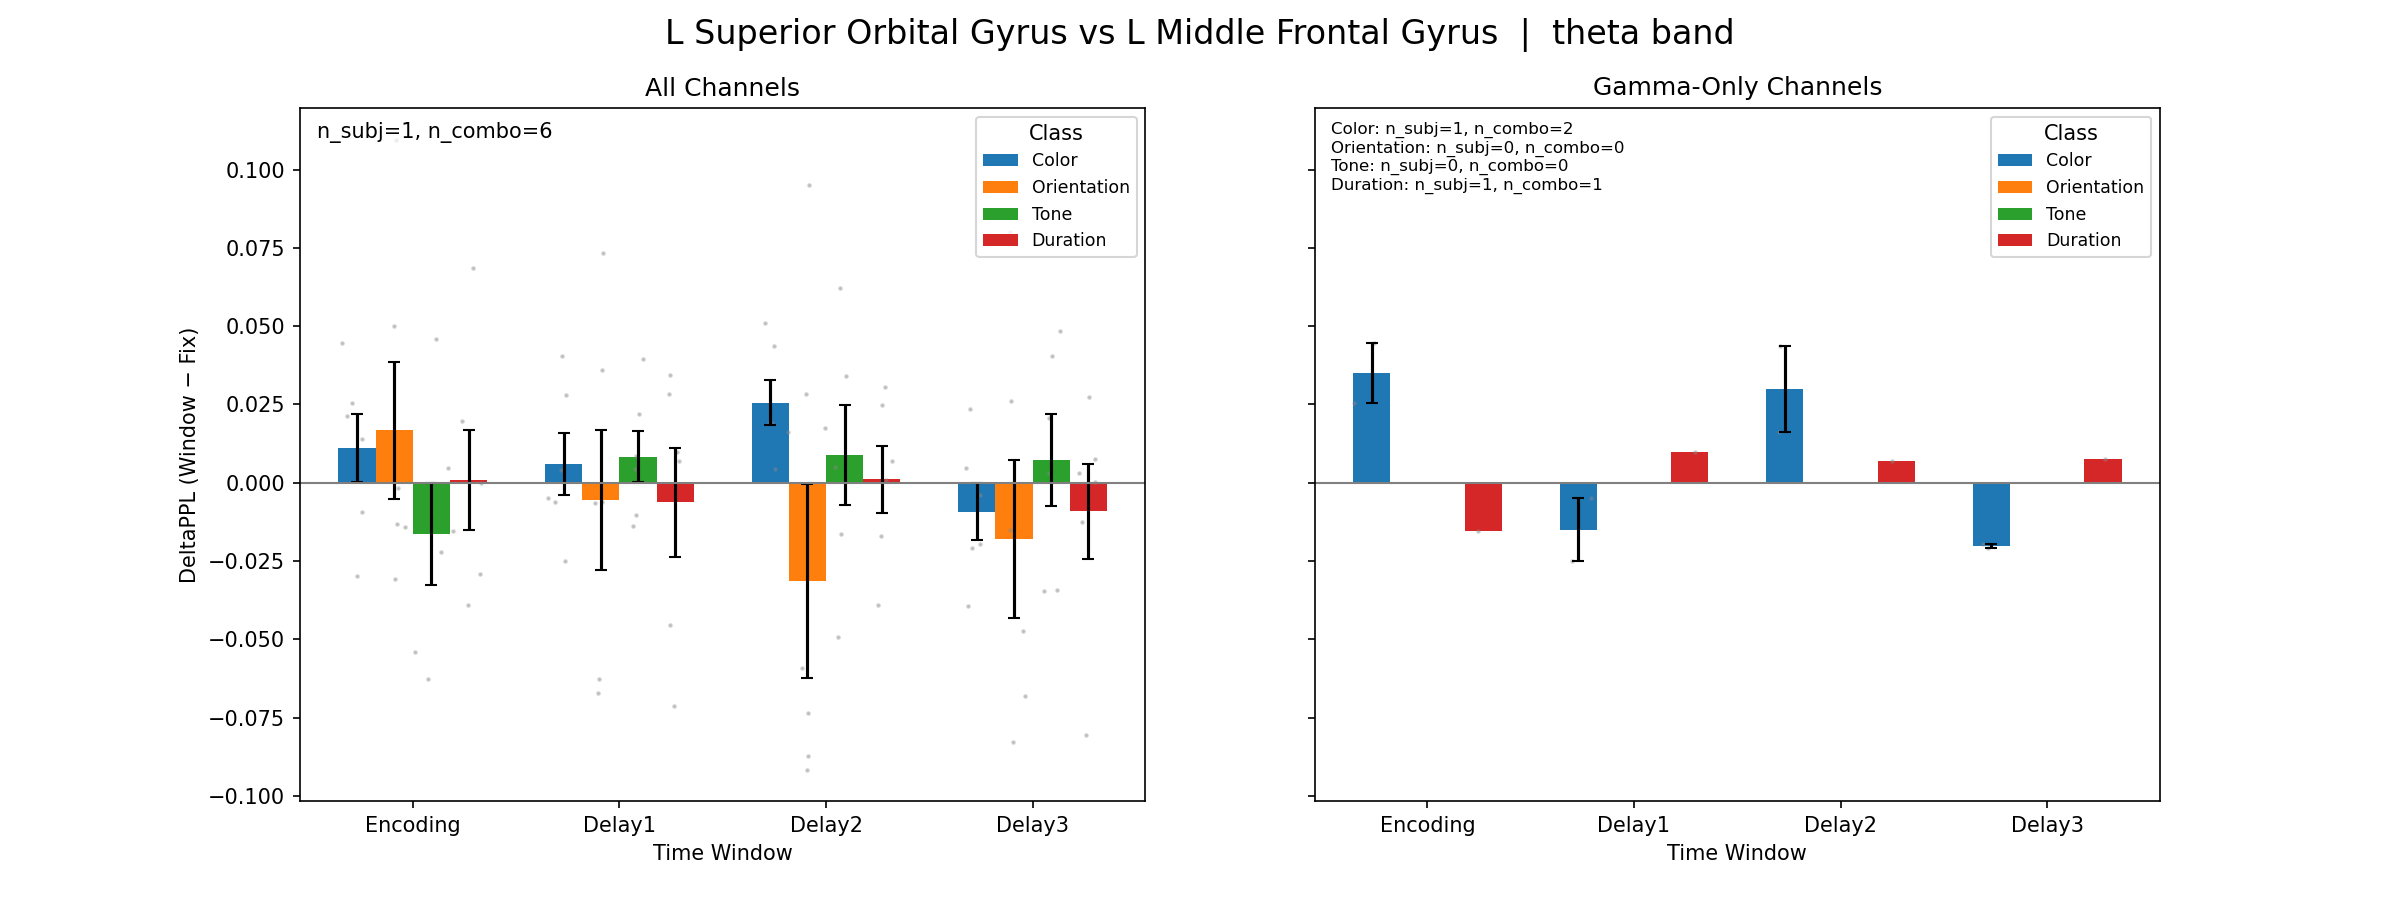 L Superior Orbital Gyrus vs L Middle Frontal Gyrus | theta band
All Channels
n_subj=1, n_combo=6
Class
Color
Orientation
Tone
Duration
0.100
0.075
0.050
0.025
0.000
−0.025
−0.050
−0.075
−0.100
DeltaPPL (Window − Fix)
Encoding
Delay1
Delay2
Delay3
Time Window
Gamma-Only Channels
Color: n_subj=1, n_combo=2
Orientation: n_subj=0, n_combo=0
Tone: n_subj=0, n_combo=0
Duration: n_subj=1, n_combo=1
Class
Color
Orientation
Tone
Duration
Encoding
Delay1
Delay2
Delay3
Time Window